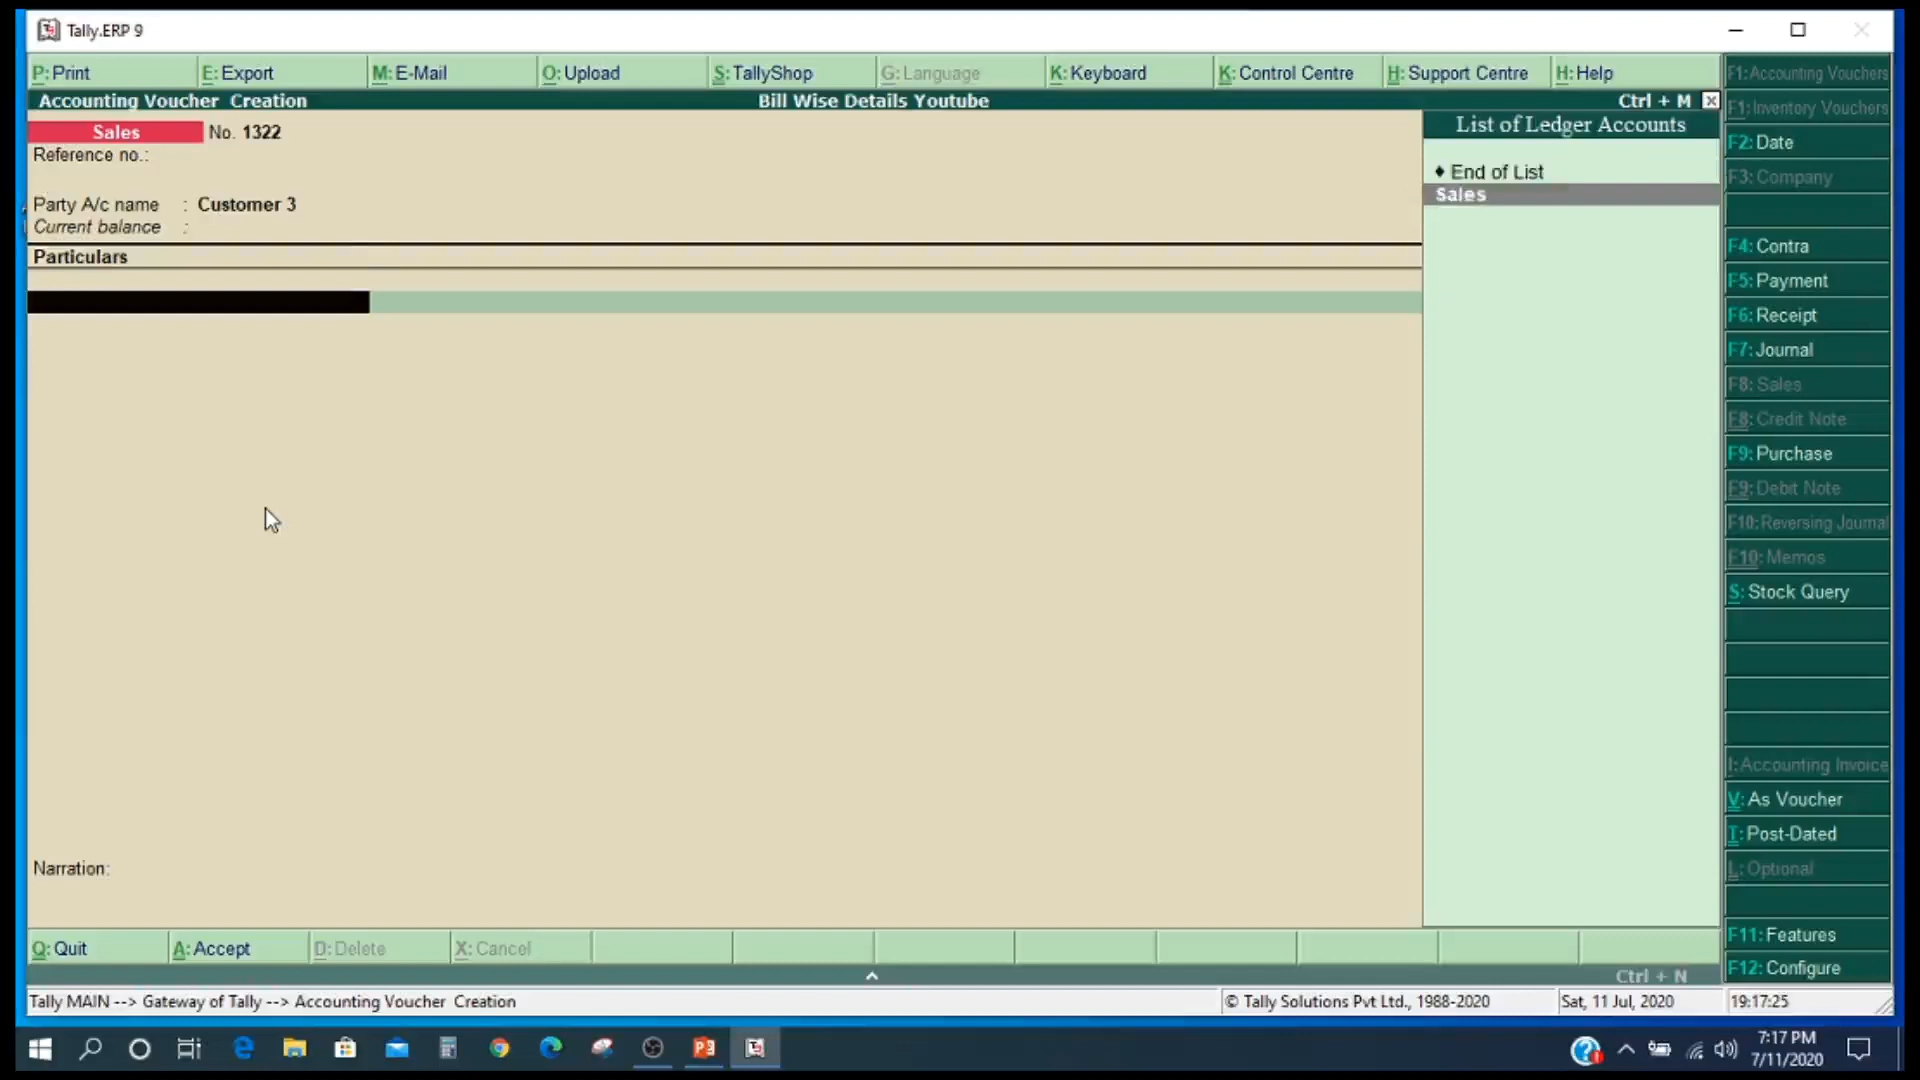 Tally.ERP 9
P: Print E: Export M: E-Mail O: Upload S: TallyShop G: Language K: Keyboard K: Control Centre H: Support Centre H: Help
Accounting Voucher Creation Bill Wise Details Youtube Ctrl + M
Sales No. 1322
Reference no.:
Party A/c name : Customer 3
Current balance :
Particulars
Narration:
List of Ledger Accounts
♦ End of List
Sales
F1: Accounting Vouchers
F1: Inventory Vouchers
F2: Date
F3: Company
F4: Contra
F5: Payment
F6: Receipt
F7: Journal
F8: Sales
F8: Credit Note
F9: Purchase
F9: Debit Note
F10: Reversing Journal
F10: Memos
S: Stock Query
I: Accounting Invoice
V: As Voucher
T: Post-Dated
L: Optional
F11: Features
F12: Configure
Q: Quit A: Accept D: Delete X: Cancel
Ctrl + N
Tally MAIN --> Gateway of Tally --> Accounting Voucher Creation © Tally Solutions Pvt Ltd., 1988-2020 Sat, 11 Jul, 2020 19:17:25
7:17 PM
7/11/2020